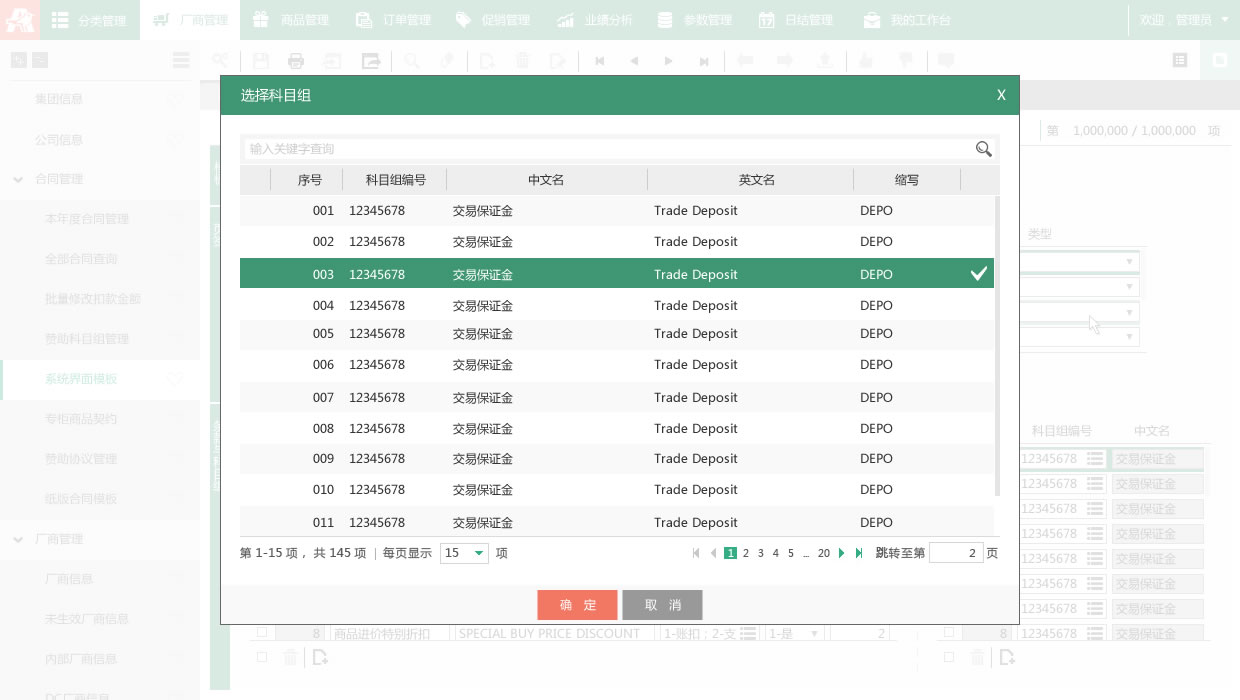 分类管理 厂商管理 商品管理 订单管理 促销管理 业绩分析 参数管理 日结管理 我的工作台 欢迎，管理员
集团信息
公司信息
合同管理
本年度合同管理
全部合同查询
批量修改扣款金额
赞助科目组管理
系统界面模板
专柜商品契约
赞助协议管理
纸版合同模板
厂商管理
厂商信息
未生效厂商信息
内部厂商信息
DC厂商信息
第 1,000,000 / 1,000,000 项
类型
选择科目组 X
输入关键字查询
序号 科目组编号 中文名 英文名 缩写
001 12345678 交易保证金 Trade Deposit DEPO
002 12345678 交易保证金 Trade Deposit DEPO
003 12345678 交易保证金 Trade Deposit DEPO
004 12345678 交易保证金 Trade Deposit DEPO
005 12345678 交易保证金 Trade Deposit DEPO
006 12345678 交易保证金 Trade Deposit DEPO
007 12345678 交易保证金 Trade Deposit DEPO
008 12345678 交易保证金 Trade Deposit DEPO
009 12345678 交易保证金 Trade Deposit DEPO
010 12345678 交易保证金 Trade Deposit DEPO
011 12345678 交易保证金 Trade Deposit DEPO
第 1-15 项，共 145 项 | 每页显示 15 项 1 2 3 4 5 ... 20 跳转至第 2 页
确 定 取 消
科目组编号 中文名
12345678 交易保证金
12345678 交易保证金
12345678 交易保证金
12345678 交易保证金
12345678 交易保证金
12345678 交易保证金
12345678 交易保证金
8 商品进价特别折扣 SPECIAL BUY PRICE DISCOUNT 1-账扣；2-支 1-是 2 8 12345678 交易保证金